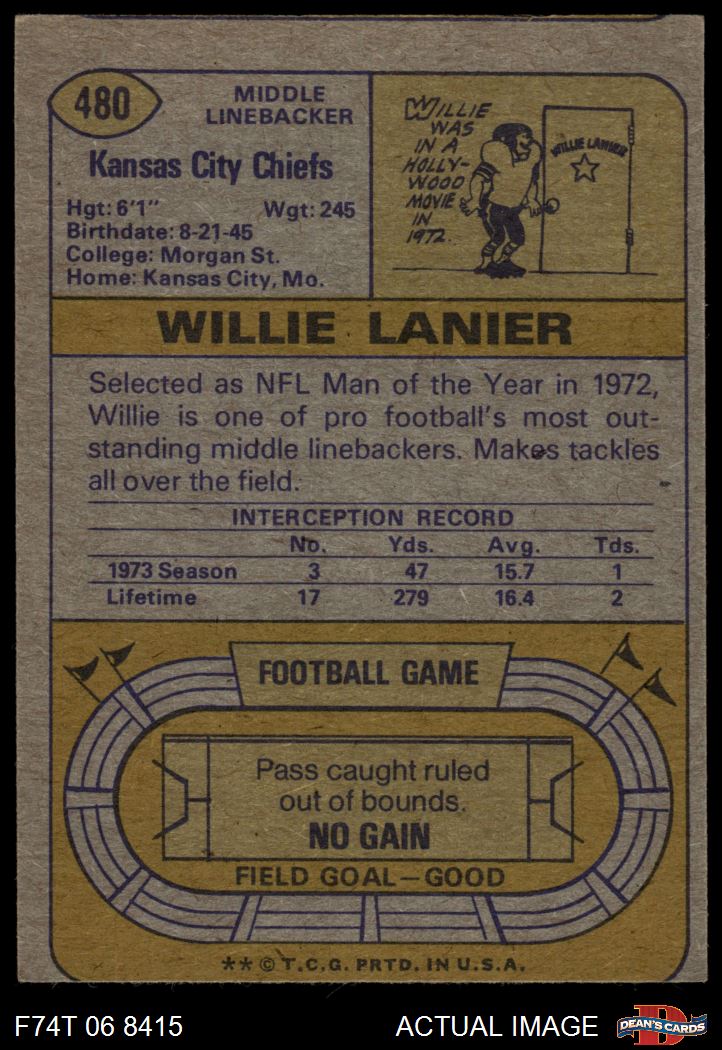 480
MIDDLE
LINEBACKER
Kansas City Chiefs
Hgt: 6'1" Wgt: 245
Birthdate: 8-21-45
College: Morgan St.
Home: Kansas City, Mo.
WILLIE
WAS
IN A
HOLLY-
WOOD
MOVIE
IN
1972.
WILLIE LANIER
WILLIE LANIER
Selected as NFL Man of the Year in 1972,
Willie is one of pro football's most out-
standing middle linebackers. Makes tackles
all over the field.
INTERCEPTION RECORD
No. Yds. Avg. Tds.
1973 Season 3 47 15.7 1
Lifetime 17 279 16.4 2
FOOTBALL GAME
Pass caught ruled
out of bounds.
NO GAIN
FIELD GOAL—GOOD
** © T.C.G. PRTD. IN U.S.A.
F74T 06 8415 ACTUAL IMAGE
DEAN'S CARDS